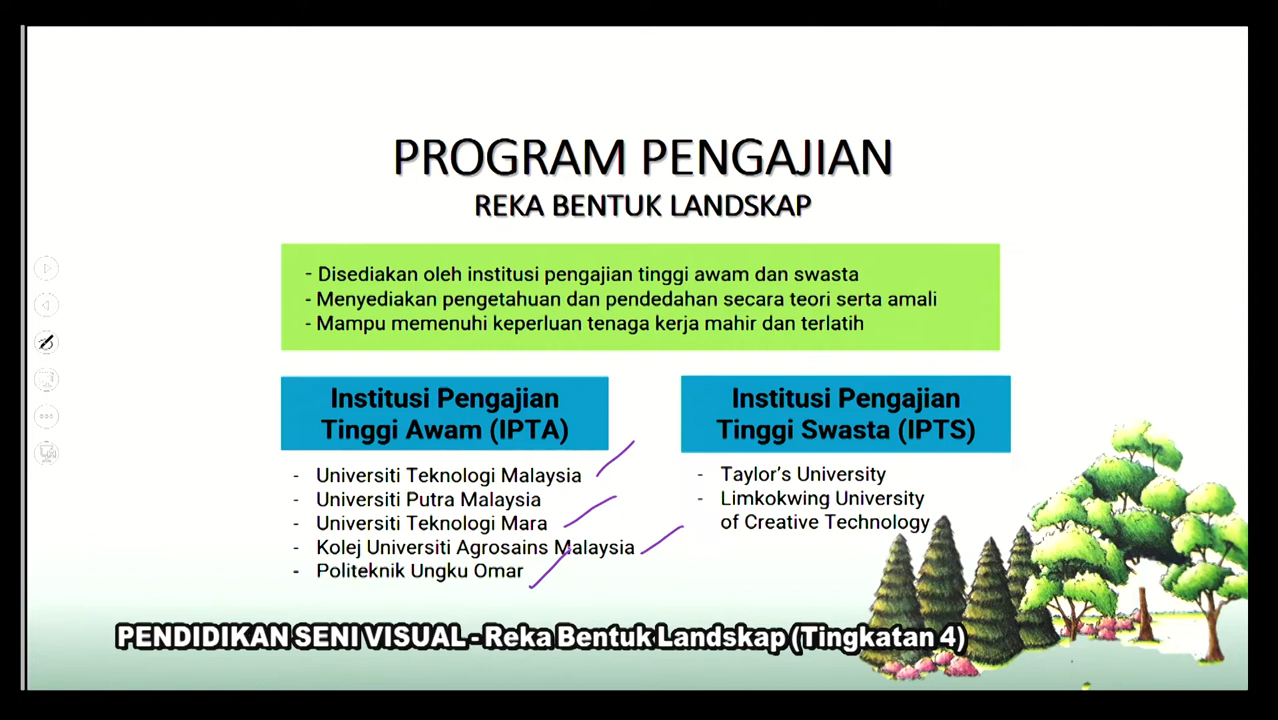 PROGRAM PENGAJIAN
REKA BENTUK LANDSKAP
- Disediakan oleh institusi pengajian tinggi awam dan swasta
- Menyediakan pengetahuan dan pendedahan secara teori serta amali
- Mampu memenuhi keperluan tenaga kerja mahir dan terlatih
Institusi Pengajian
Tinggi Awam (IPTA)
- Universiti Teknologi Malaysia
- Universiti Putra Malaysia
- Universiti Teknologi Mara
- Kolej Universiti Agrosains Malaysia
- Politeknik Ungku Omar
Institusi Pengajian
Tinggi Swasta (IPTS)
- Taylor's University
- Limkokwing University
of Creative Technology
PENDIDIKAN SENI VISUAL - Reka Bentuk Landskap (Tingkatan 4)